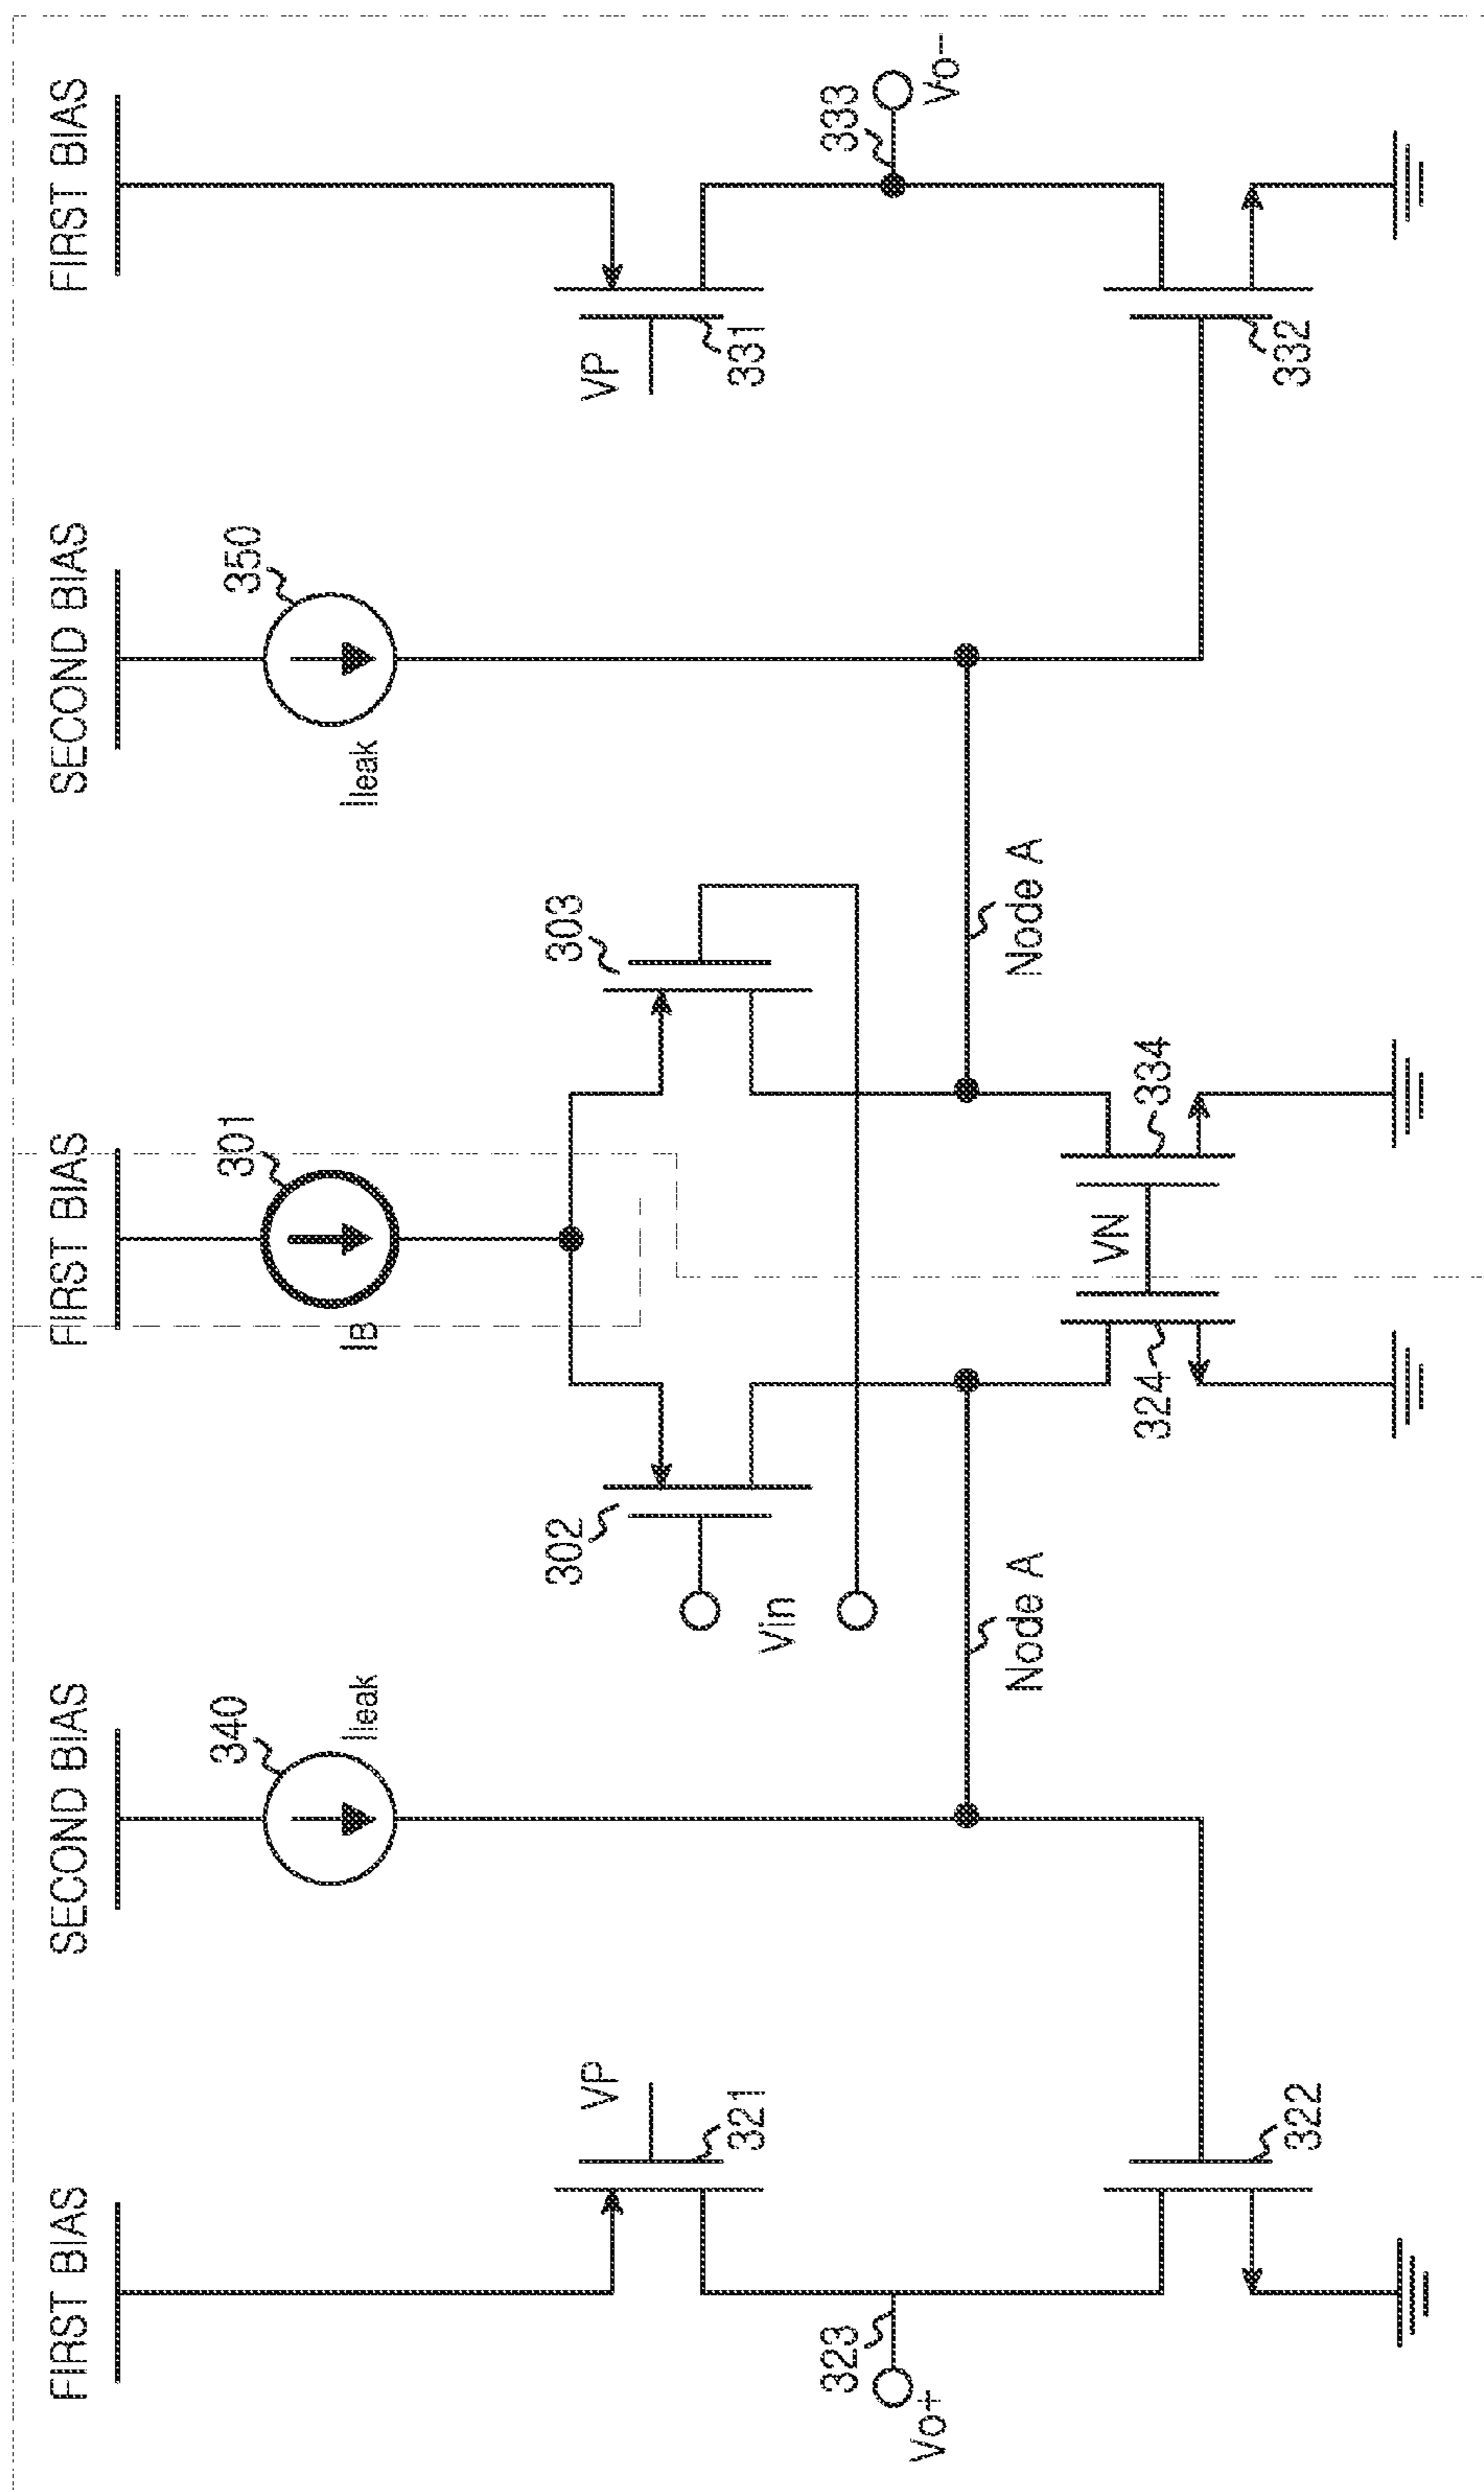 FIRST BIAS
SECOND BIAS
FIRST BIAS
SECOND BIAS
FIRST BIAS
340
Ileak
301
IB
350
Ileak
VP
321
302
303
VP
331
323
Vo+
Vin
333
Vo-
Node A
Node A
322
324
VN
334
332